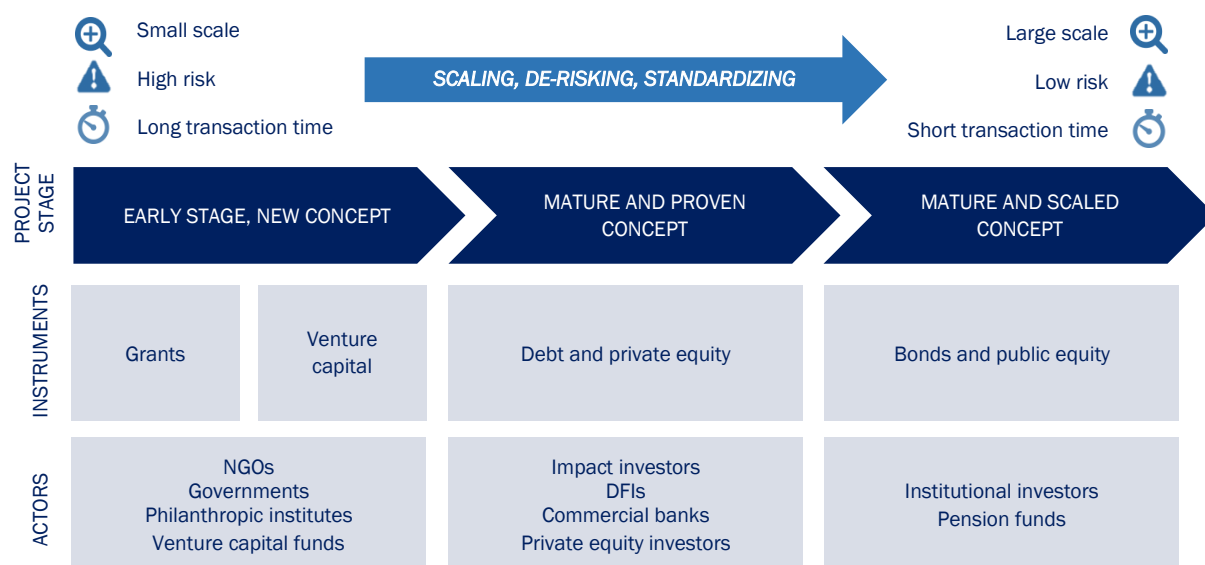 Small scale
High risk
Long transaction time
SCALING, DE-RISKING, STANDARDIZING
Large scale
Low risk
Short transaction time
PROJECT
STAGE
EARLY STAGE, NEW CONCEPT
MATURE AND PROVEN
CONCEPT
MATURE AND SCALED
CONCEPT
INSTRUMENTS
Grants
Venture
capital
Debt and private equity
Bonds and public equity
ACTORS
NGOs
Governments
Philanthropic institutes
Venture capital funds
Impact investors
DFIs
Commercial banks
Private equity investors
Institutional investors
Pension funds